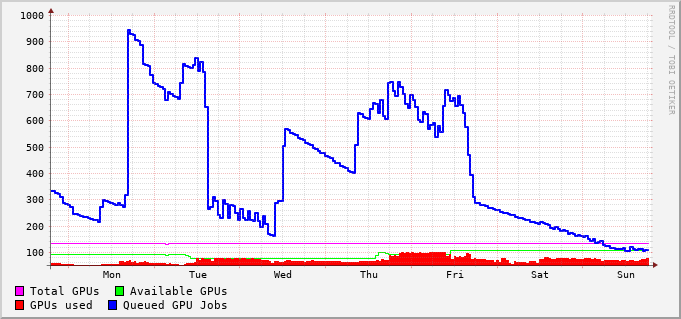 1000
900
800
700
600
500
400
300
200
100
Mon Tue Wed Thu Fri Sat Sun
Total GPUs Available GPUs
GPUs used Queued GPU Jobs
RRDTOOL / TOBI OETIKER